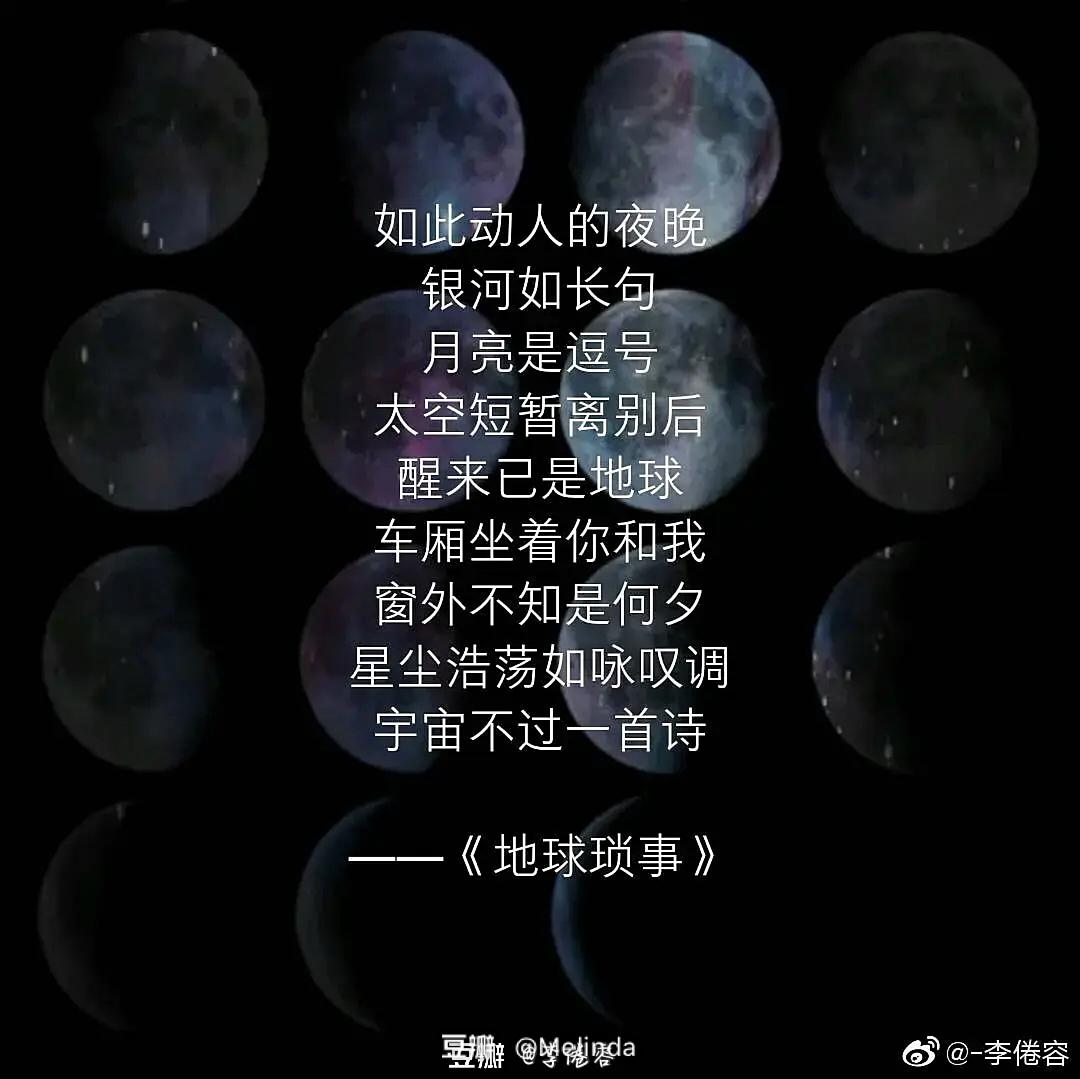 如此动人的夜晚
银河如长句
月亮是逗号
太空短暂离别后
醒来已是地球
车厢坐着你和我
窗外不知是何夕
星尘浩荡如咏叹调
宇宙不过一首诗
——《地球琐事》
豆瓣 @Melinda
@-李倦容